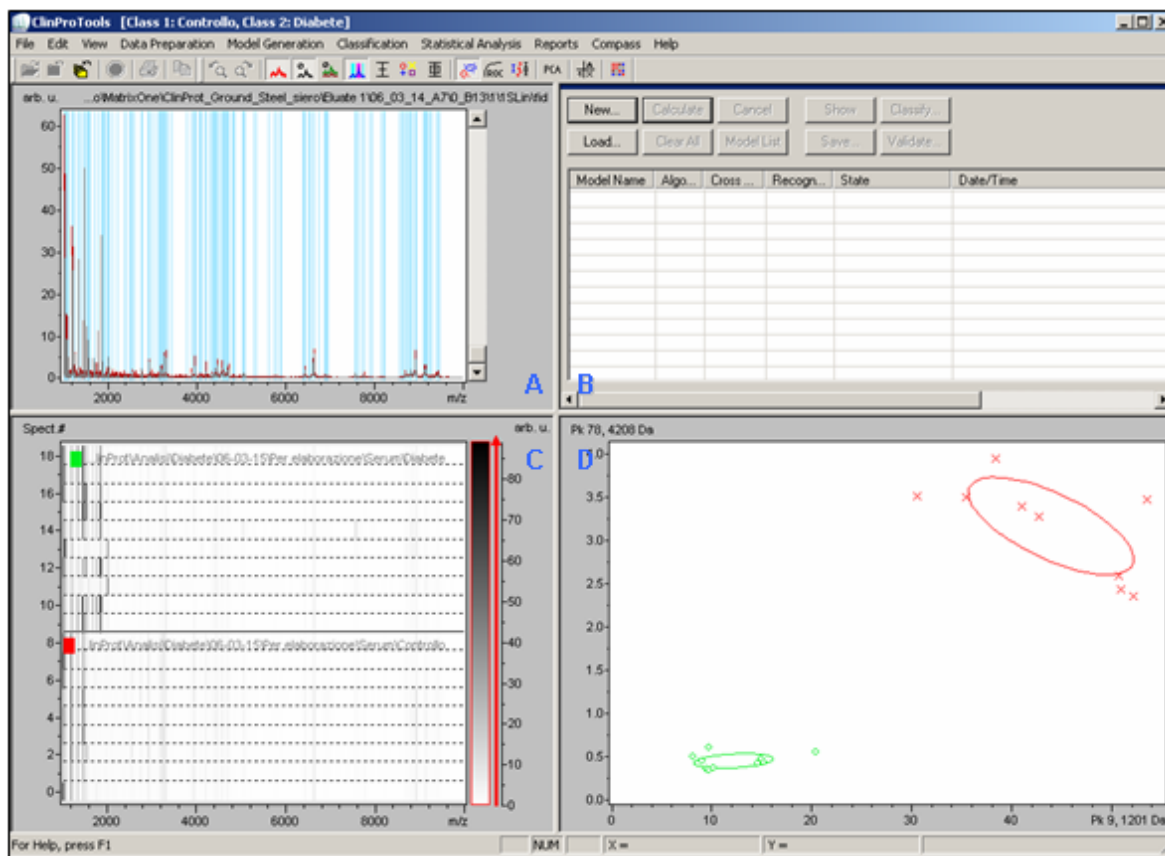 ClinProTools [Class 1: Controllo, Class 2: Diabete]
File Edit View Data Preparation Model Generation Classification Statistical Analysis Reports Compass Help
ROC PCA
arb. u. ...o\MatrixOne\ClinProt_Ground_Steel_siero\Eluate 1\06_03_14_A7\0_B13\1\1SLin\fid
60
50
40
30
20
10
0
2000 4000 6000 8000 m/z
A
New... Calculate Cancel Show Classify...
Load... Clear All Model List Save... Validate...
Model Name Algo... Cross ... Recogn... State Date/Time
B
Spect.# arb. u.
C
18
16
14
12
10
8
6
4
2
0
linProt\Analisi\Diabete\06-03-15\Per elaborazione\Serum\Diabete
linProt\Analisi\Diabete\06-03-15\Per elaborazione\Serum\Controllo
2000 4000 6000 8000 m/z
80
70
60
50
40
30
20
10
0
Pk 78, 4208 Da
D
4.0
3.5
3.0
2.5
2.0
1.5
1.0
0.5
0.0
0 10 20 30 40 Pk 9, 1201 Da
For Help, press F1 NUM X = Y =